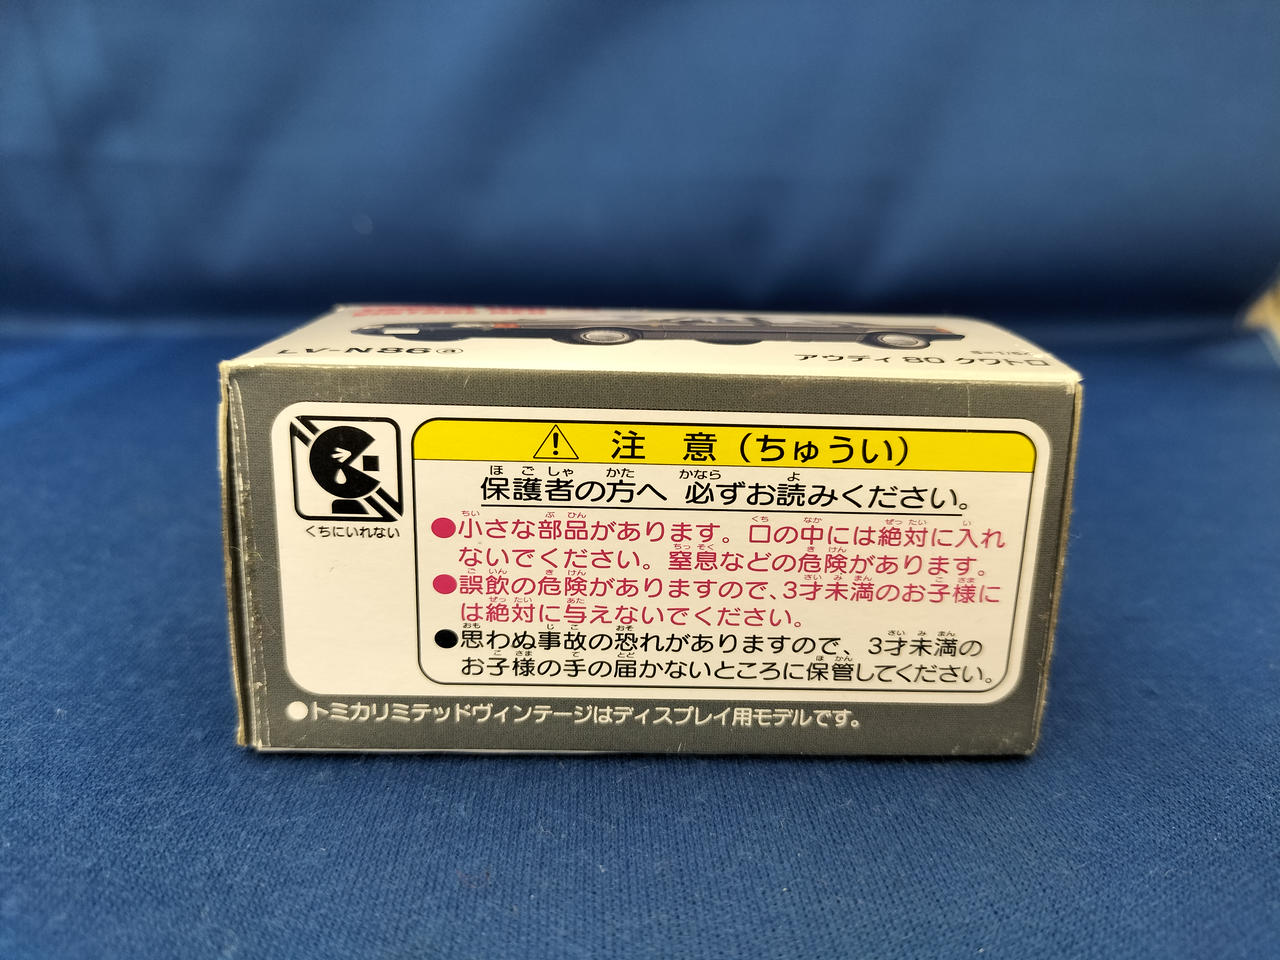 LV-N86ⓐ
アウディ 80 クワトロ
⚠ 注 意(ちゅうい)
保護者の方へ 必ずお読みください。
●小さな部品があります。口の中には絶対に入れ
ないでください。窒息などの危険があります。
●誤飲の危険がありますので、3才未満のお子様に
は絶対に与えないでください。
●思わぬ事故の恐れがありますので、3才未満の
お子様の手の届かないところに保管してください。
くちにいれない
●トミカリミテッドヴィンテージはディスプレイ用モデルです。